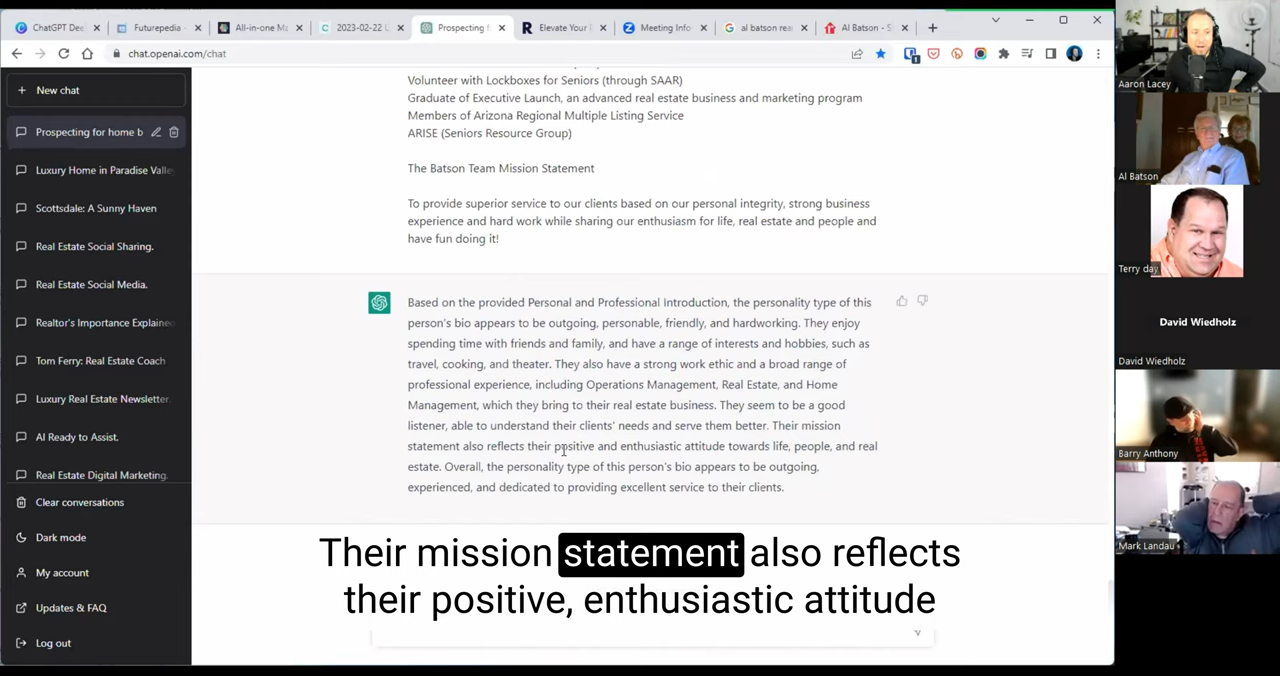 ChatGPT Dee
Futurepedia -
All-in-one Ma
2023-02-22 L
Prospecting f
Elevate Your
Zoom Meeting Info
al batson rea
Al Batson - S
chat.openai.com/chat
New chat
Prospecting for home b
Luxury Home in Paradise Valle
Scottsdale: A Sunny Haven
Real Estate Social Sharing.
Real Estate Social Media.
Realtor's Importance Explained
Tom Ferry: Real Estate Coach
Luxury Real Estate Newsletter.
AI Ready to Assist.
Real Estate Digital Marketing.
Clear conversations
Dark mode
My account
Updates & FAQ
Log out
Volunteer with Lockboxes for Seniors (through SAAR)
Graduate of Executive Launch, an advanced real estate business and marketing program
Members of Arizona Regional Multiple Listing Service
ARISE (Seniors Resource Group)
The Batson Team Mission Statement
To provide superior service to our clients based on our personal integrity, strong business
experience and hard work while sharing our enthusiasm for life, real estate and people and
have fun doing it!
Based on the provided Personal and Professional Introduction, the personality type of this
person's bio appears to be outgoing, personable, friendly, and hardworking. They enjoy
spending time with friends and family, and have a range of interests and hobbies, such as
travel, cooking, and theater. They also have a strong work ethic and a broad range of
professional experience, including Operations Management, Real Estate, and Home
Management, which they bring to their real estate business. They seem to be a good
listener, able to understand their clients' needs and serve them better. Their mission
statement also reflects their positive and enthusiastic attitude towards life, people, and real
estate. Overall, the personality type of this person's bio appears to be outgoing,
experienced, and dedicated to providing excellent service to their clients.
Their mission statement also reflects
their positive, enthusiastic attitude
Aaron Lacey
Al Batson
Terry day
David Wiedholz
David Wiedholz
Barry Anthony
Mark Landau